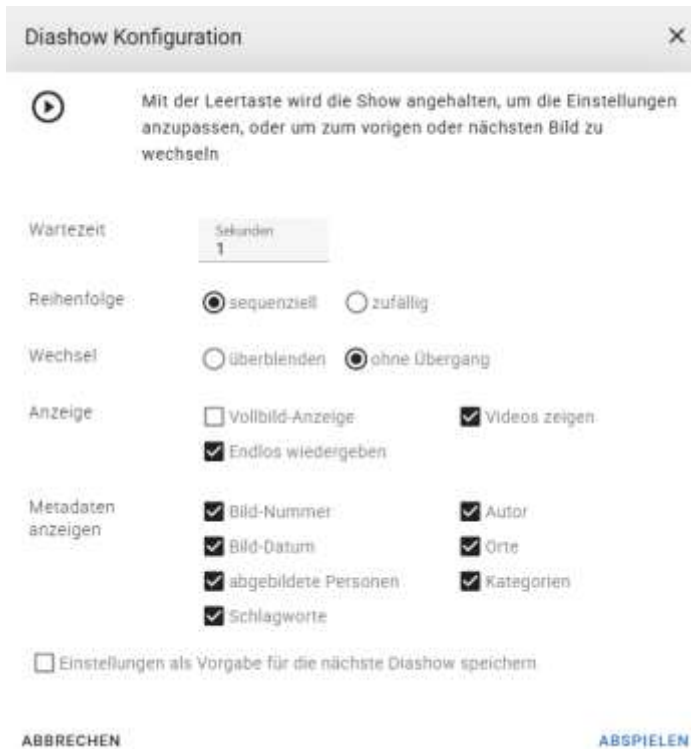 Diashow Konfiguration
Mit der Leertaste wird die Show angehalten, um die Einstellungen
anzupassen, oder um zum vorigen oder nächsten Bild zu
wechseln
Wartezeit
Sekunden
1
Reihenfolge
sequenziell zufällig
Wechsel
überblenden ohne Übergang
Anzeige
Vollbild-Anzeige Videos zeigen
Endlos wiedergeben
Metadaten
anzeigen
Bild-Nummer Autor
Bild-Datum Orte
abgebildete Personen Kategorien
Schlagworte
Einstellungen als Vorgabe für die nächste Diashow speichern
ABBRECHEN ABSPIELEN